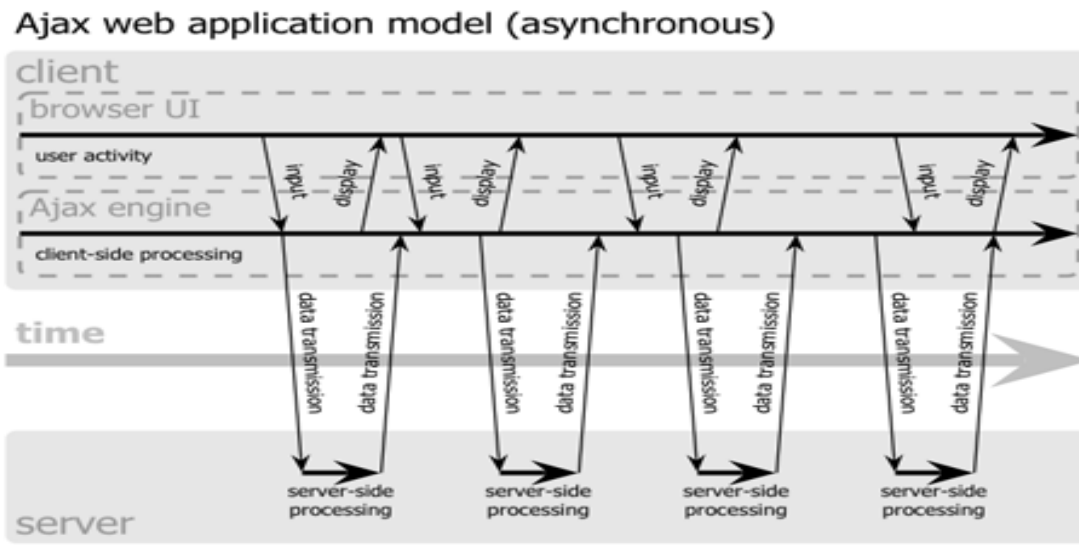 Ajax web application model (asynchronous)
client
browser UI
user activity
input
display
input
display
input
display
input
display
Ajax engine
client-side processing
data transmission
data transmission
data transmission
data transmission
data transmission
data transmission
data transmission
data transmission
time
server-side
processing
server-side
processing
server-side
processing
server-side
processing
server